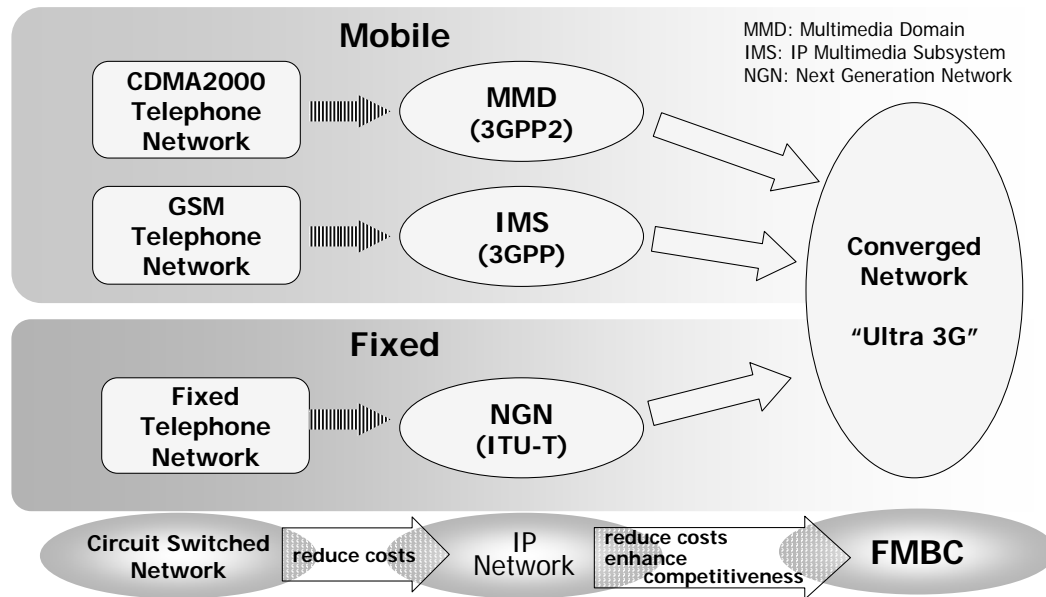 Mobile
MMD: Multimedia Domain
IMS: IP Multimedia Subsystem
NGN: Next Generation Network
CDMA2000
Telephone
Network
MMD
(3GPP2)
GSM
Telephone
Network
IMS
(3GPP)
Converged
Network
“Ultra 3G”
Fixed
Fixed
Telephone
Network
NGN
(ITU-T)
Circuit Switched
Network
reduce costs
IP
Network
reduce costs
enhance
competitiveness
FMBC